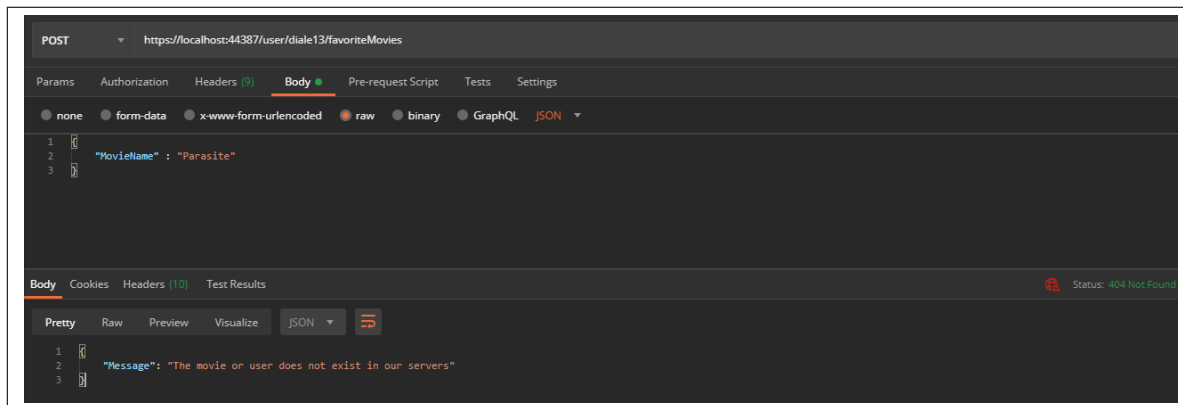 POST https://localhost:44387/user/diale13/favoriteMovies
Params Authorization Headers (9) Body Pre-request Script Tests Settings
none form-data x-www-form-urlencoded raw binary GraphQL JSON
1 {
2 "MovieName" : "Parasite"
3 }
Body Cookies Headers (10) Test Results Status: 404 Not Found
Pretty Raw Preview Visualize JSON
1 {
2 "Message": "The movie or user does not exist in our servers"
3 }